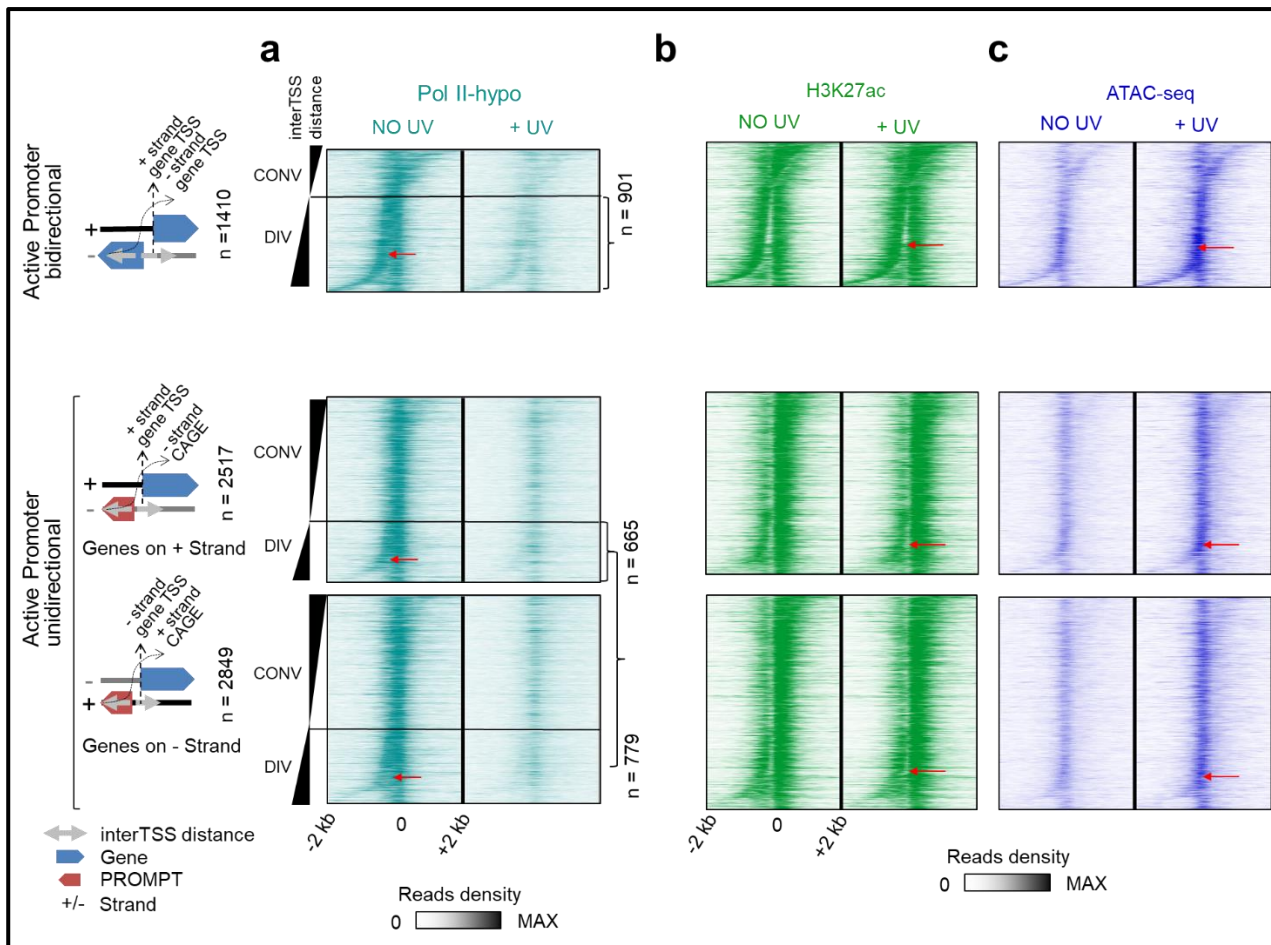 a
b
c
interTSS
distance
Pol II-hypo
NO UV
+ UV
H3K27ac
NO UV
+ UV
ATAC-seq
NO UV
+ UV
Active Promoter
bidirectional
+ strand
gene TSS
- strand
gene TSS
+
-
n =1410
CONV
DIV
n = 901
Active Promoter
unidirectional
+ strand
gene TSS
- strand
CAGE
+
-
n = 2517
Genes on + Strand
CONV
DIV
n = 665
- strand
gene TSS
+ strand
CAGE
-
+
n = 2849
Genes on - Strand
CONV
DIV
n = 779
-2 kb
0
+2 kb
-2 kb
0
+2 kb
interTSS distance
Gene
PROMPT
+/- Strand
Reads density
0 MAX
Reads density
0 MAX